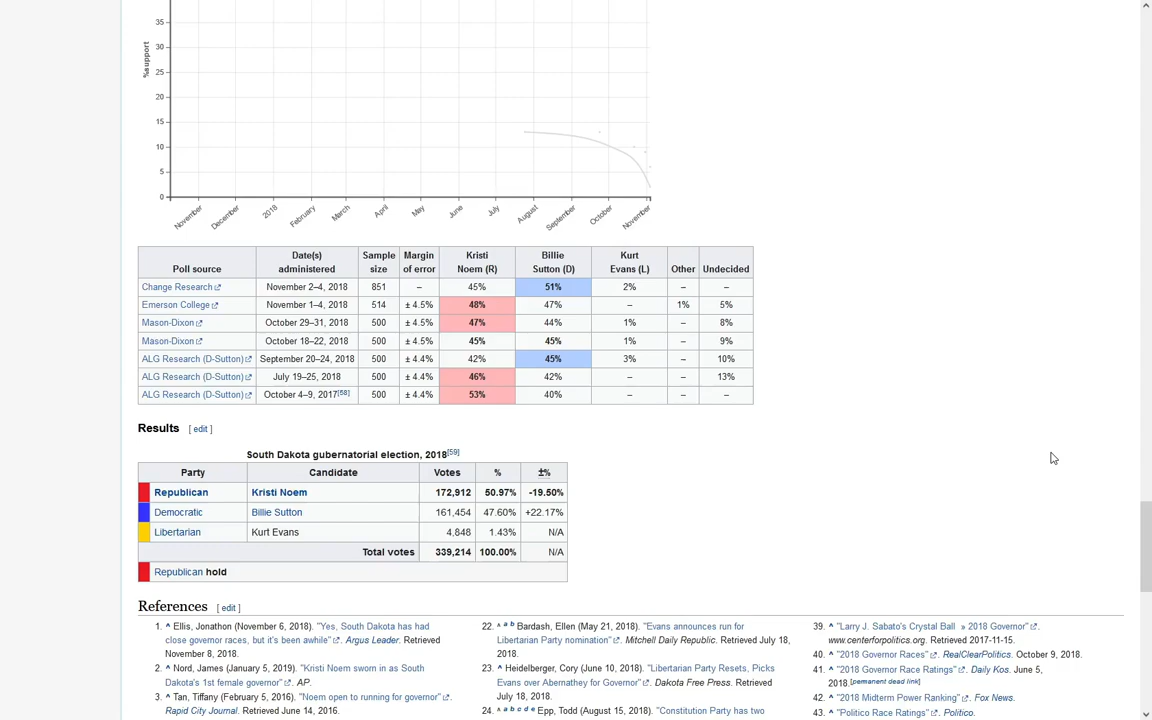 35
30
25
%support
20
15
10
5
0
November December 2018 February March April May June July August September October November
Poll source Date(s) administered Sample size Margin of error Kristi Noem (R) Billie Sutton (D) Kurt Evans (L) Other Undecided
Change Research November 2–4, 2018 851 – 45% 51% 2% – –
Emerson College November 1–4, 2018 514 ± 4.5% 48% 47% – 1% 5%
Mason-Dixon October 29–31, 2018 500 ± 4.5% 47% 44% 1% – 8%
Mason-Dixon October 18–22, 2018 500 ± 4.5% 45% 45% 1% – 9%
ALG Research (D-Sutton) September 20–24, 2018 500 ± 4.4% 42% 45% 3% – 10%
ALG Research (D-Sutton) July 19–25, 2018 500 ± 4.4% 46% 42% – – 13%
ALG Research (D-Sutton) October 4–9, 2017[58] 500 ± 4.4% 53% 40% – – –
Results [ edit ]
South Dakota gubernatorial election, 2018[59]
Party Candidate Votes % ±%
Republican Kristi Noem 172,912 50.97% -19.50%
Democratic Billie Sutton 161,454 47.60% +22.17%
Libertarian Kurt Evans 4,848 1.43% N/A
Total votes 339,214 100.00% N/A
Republican hold
References [ edit ]
1. ^ Ellis, Jonathon (November 6, 2018). "Yes, South Dakota has had
close governor races, but it's been awhile". Argus Leader. Retrieved
November 8, 2018.
2. ^ Nord, James (January 5, 2019). "Kristi Noem sworn in as South
Dakota's 1st female governor". AP.
3. ^ Tan, Tiffany (February 5, 2016). "Noem open to running for governor".
Rapid City Journal. Retrieved June 14, 2016.
22. ^ a b Bardash, Ellen (May 21, 2018). "Evans announces run for
Libertarian Party nomination". Mitchell Daily Republic. Retrieved July 18,
2018.
23. ^ Heidelberger, Cory (June 10, 2018). "Libertarian Party Resets, Picks
Evans over Abernathey for Governor". Dakota Free Press. Retrieved
July 18, 2018.
24. ^ a b c d e Epp, Todd (August 15, 2018). "Constitution Party has two
39. ^ "Larry J. Sabato's Crystal Ball » 2018 Governor".
www.centerforpolitics.org. Retrieved 2017-11-15.
40. ^ "2018 Governor Races". RealClearPolitics. October 9, 2018.
41. ^ "2018 Governor Race Ratings". Daily Kos. June 5,
2018.[permanent dead link]
42. ^ "2018 Midterm Power Ranking". Fox News.
43. ^ "Politico Race Ratings". Politico.